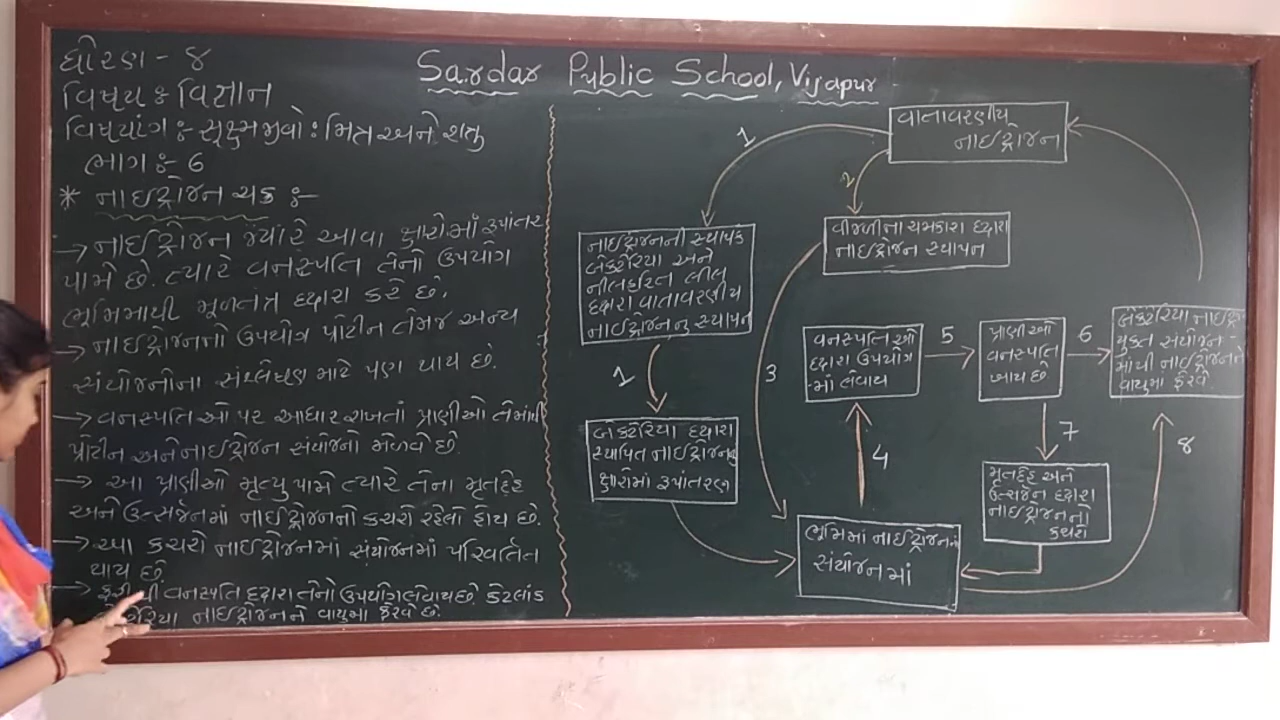 Sardar Public School, Vijapur
ધોરણ - ૪
વિષય ઃ વિજ્ઞાન
વિષયાંગ ઃ- સૂક્ષ્મજીવો : મિત્ર અને શત્રુ
ભાગ ઃ- 6
* નાઈટ્રોજન ચક્ર ઃ-
→ નાઈટ્રોજન જ્યારે આવા ક્ષારોમાં રૂપાંતર
પામે છે. ત્યારે વનસ્પતિ તેનો ઉપયોગ
ભૂમિમાથી મૂળતંત્ર દ્વારા કરે છે.
→ નાઈટ્રોજનનો ઉપયોગ પ્રોટીન તેમજ અન્ય
સંયોજનોના સંશ્લેષણ માટે પણ થાય છે.
→ વનસ્પતિઓ પર આધાર રાખતાં પ્રાણીઓ તેમાંથી
પ્રોટીન અને નાઈટ્રોજન સંયોજનો મેળવે છે.
→ આ પ્રાણીઓ મૃત્યુ પામે ત્યારે તેના મૃતદેહ
અને ઉત્સર્જનમાં નાઈટ્રોજનનો કચરો રહેલો હોય છે.
→ આ કચરો નાઈટ્રોજનમાં સંયોજનમાં પરિવર્તિત
થાય છે.
→ વનસ્પતિ દ્વારા તેનો ઉપયોગ લેવાય છે. કેટલાંક
નાઈટ્રોજનને વાયુમા ફેરવે છે.
વાતાવરણીય
નાઈટ્રોજન
1
2
નાઈટ્રોજનની સ્થાપક
બેક્ટેરિયા અને
નીલહરિત લીલ
દ્વારા વાતાવરણીય
નાઈટ્રોજનનુ સ્થાપન
વીજળીના ચમકારા દ્વારા
નાઈટ્રોજન સ્થાપન
1
3
બેક્ટેરિયા દ્વારા
સ્થાપિત નાઈટ્રોજનનું
ક્ષારોમાં રૂપાંતરણ
વનસ્પતિઓ
દ્વારા ઉપયોગ
-માં લેવાય
5
પ્રાણીઓ
વનસ્પતિ
ખાય છે
6
બેક્ટેરિયા નાઈટ્રો
યુક્ત સંયોજન -
માંથી નાઈટ્રોજનને
વાયુમા ફેરવે
4
7
8
મૃતદેહ અને
ઉત્સર્જન દ્વારા
નાઈટ્રોજનનો
કચરો
ભૂમિમાં નાઈટ્રોજનના
સંયોજનમાં